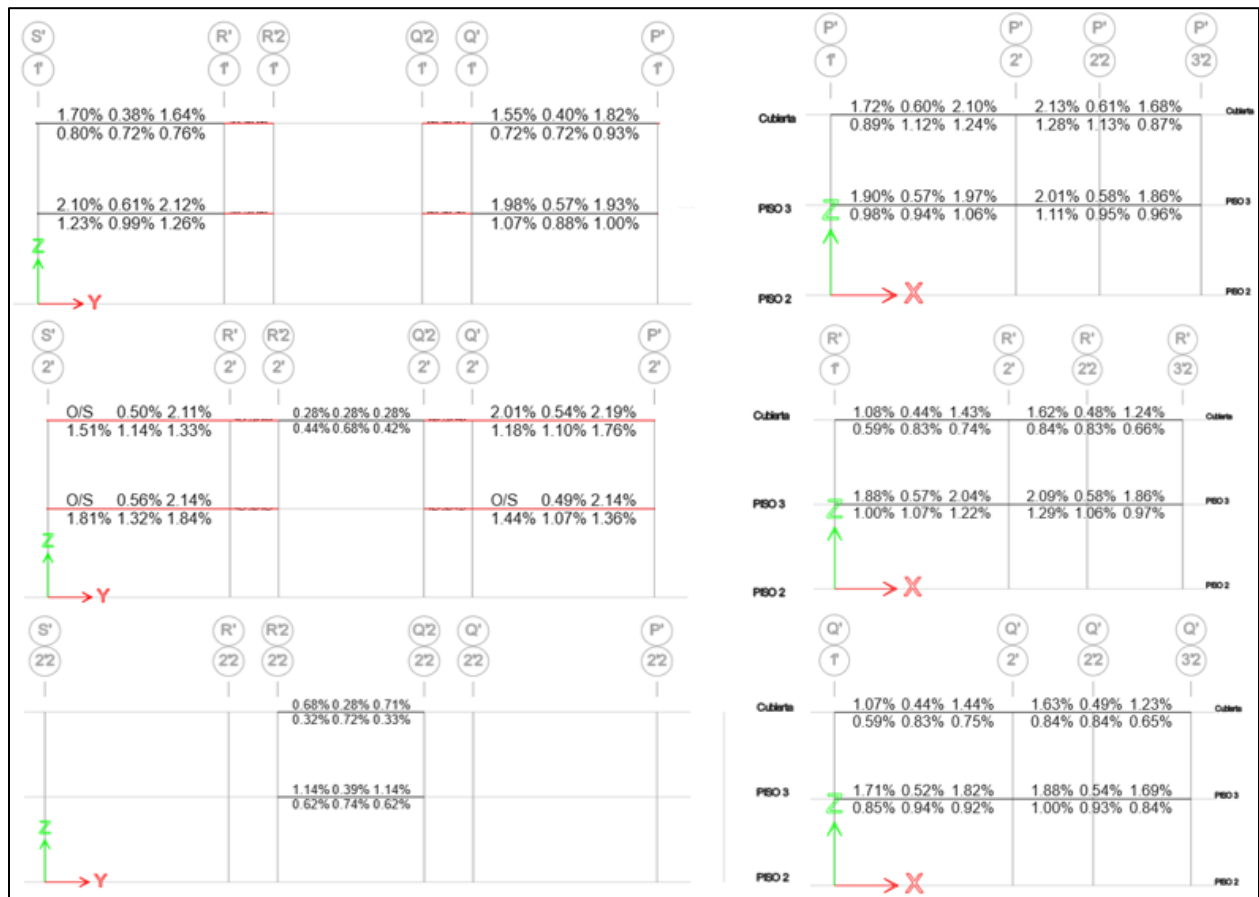 S' R' R'2 Q'2 Q' P'
1' 1' 1' 1' 1' 1'
1.70% 0.38% 1.64% 1.55% 0.40% 1.82%
0.80% 0.72% 0.76% 0.72% 0.72% 0.93%
2.10% 0.61% 2.12% 1.98% 0.57% 1.93%
1.23% 0.99% 1.26% 1.07% 0.88% 1.00%
Z
Y
P' P' P' P'
1' 2' 2'2 3'2
1.72% 0.60% 2.10% 2.13% 0.61% 1.68%
Cubierta Cubierta
0.89% 1.12% 1.24% 1.28% 1.13% 0.87%
1.90% 0.57% 1.97% 2.01% 0.58% 1.86%
PISO 3 PISO 3
0.98% 0.94% 1.06% 1.11% 0.95% 0.96%
Z
X
PISO 2 PISO 2
S' R' R'2 Q'2 Q' P'
2' 2' 2' 2' 2' 2'
O/S 0.50% 2.11% 0.28% 0.28% 0.28% 2.01% 0.54% 2.19%
1.51% 1.14% 1.33% 0.44% 0.68% 0.42% 1.18% 1.10% 1.76%
O/S 0.56% 2.14% O/S 0.49% 2.14%
1.81% 1.32% 1.84% 1.44% 1.07% 1.36%
Z
Y
R' R' R' R'
1' 2' 2'2 3'2
1.08% 0.44% 1.43% 1.62% 0.48% 1.24%
Cubierta Cubierta
0.59% 0.83% 0.74% 0.84% 0.83% 0.66%
1.88% 0.57% 2.04% 2.09% 0.58% 1.86%
PISO 3 PISO 3
1.00% 1.07% 1.22% 1.29% 1.06% 0.97%
Z
X
PISO 2 PISO 2
S' R' R'2 Q'2 Q' P'
2'2 2'2 2'2 2'2 2'2 2'2
0.68% 0.28% 0.71%
0.32% 0.72% 0.33%
1.14% 0.39% 1.14%
0.62% 0.74% 0.62%
Z
Y
Q' Q' Q' Q'
1' 2' 2'2 3'2
1.07% 0.44% 1.44% 1.63% 0.49% 1.23%
Cubierta Cubierta
0.59% 0.83% 0.75% 0.84% 0.84% 0.65%
1.71% 0.52% 1.82% 1.88% 0.54% 1.69%
PISO 3 PISO 3
0.85% 0.94% 0.92% 1.00% 0.93% 0.84%
Z
X
PISO 2 PISO 2